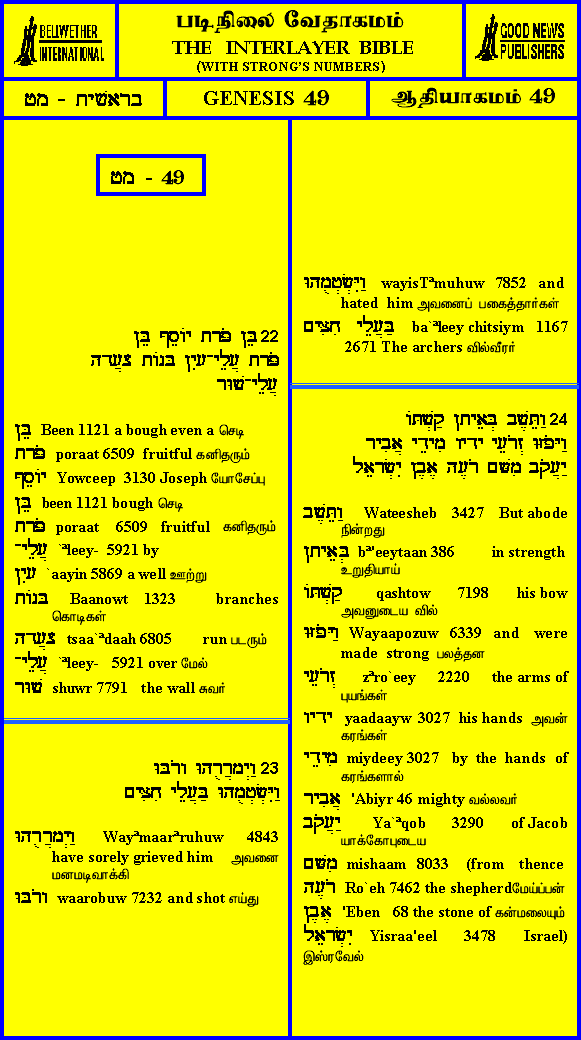 BELLWETHER
INTERNATIONAL
படிநிலை வேதாகமம்
THE INTERLAYER BIBLE
(WITH STRONG'S NUMBERS)
GOOD NEWS
PUBLISHERS
בראשית - מט
GENESIS 49
ஆதியாகமம் 49
מט - 49
22 בֵּן פֹּרָת יוֹסֵף בֵּן
פֹּרָת עֲלֵי־עָיִן בָּנוֹת צָעֲדָה
עֲלֵי־שׁוּר
בֵּן Been 1121 a bough even a செடி
פֹּרָת poraat 6509 fruitful கனிதரும்
יוֹסֵף Yowceep 3130 Joseph யோசேப்பு
בֵּן been 1121 bough செடி
פֹּרָת poraat 6509 fruitful கனிதரும்
עֲלֵי־ `ªleey- 5921 by
עָיִן `aayin 5869 a well ஊற்று
בָּנוֹת Baanowt 1323 branches
கொடிகள்
צָעֲדָה tsaa`ªdaah 6805 run படரும்
עֲלֵי־ `ªleey- 5921 over மேல்
שׁוּר shuwr 7791 the wall சுவர்
23 וַיְמָרֲרֻהוּ וָרֹבּוּ
וַיִּשְׂטְמֻהוּ בַּעֲלֵי חִצִּים
וַיְמָרֲרֻהוּ Wayªmaarªruhuw 4843
have sorely grieved him அவனை
மனமடிவாக்கி
וָרֹבּוּ waarobuw 7232 and shot எய்து
וַיִּשְׂטְמֻהוּ wayisTªmuhuw 7852 and
hated him அவனைப் பகைத்தார்கள்
בַּעֲלֵי חִצִּים ba`ªleey chitsiym 1167
2671 The archers வில்வீரர்
24 וַתֵּשֶׁב בְּאֵיתָן קַשְׁתּוֹ
וַיָּפֹזּוּ זְרֹעֵי יָדָיו מִידֵי אֲבִיר
יַעֲקֹב מִשָּׁם רֹעֶה אֶבֶן יִשְׂרָאֵל
וַתֵּשֶׁב Wateesheb 3427 But abode
நின்றது
בְּאֵיתָן bª'eeytaan 386 in strength
உறுதியாய்
קַשְׁתּוֹ qashtow 7198 his bow
அவனுடைய வில்
וַיָּפֹזּוּ Wayaapozuw 6339 and were
made strong பலத்தன
זְרֹעֵי zªro`eey 2220 the arms of
புயங்கள்
יָדָיו yaadaayw 3027 his hands அவன்
கரங்கள்
מִידֵי miydeey 3027 by the hands of
கரங்களால்
אֲבִיר 'Abiyr 46 mighty வல்லவர்
יַעֲקֹב Ya`ªqob 3290 of Jacob
யாக்கோபுடைய
מִשָּׁם mishaam 8033 (from thence
רֹעֶה Ro`eh 7462 the shepherdமேய்ப்பன்
אֶבֶן 'Eben 68 the stone of கன்மலையும்
יִשְׂרָאֵל Yisraa'eel 3478 Israel)
இஸ்ரவேல்